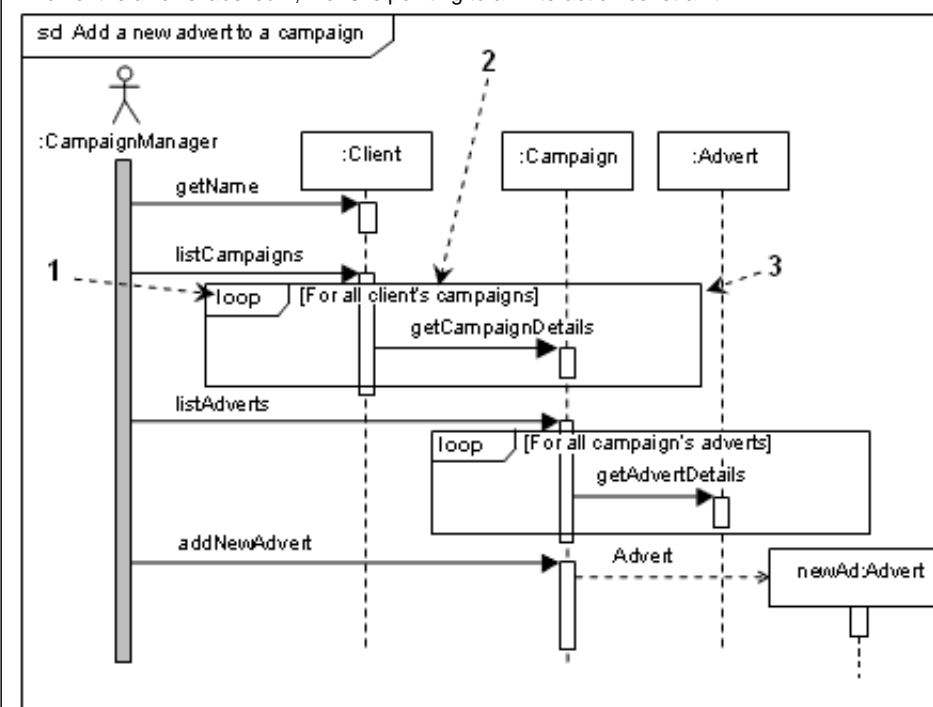 sd Add a new advert to a campaign
2
:CampaignManager
:Client
:Campaign
:Advert
getName
listCampaigns
1
3
loop
[For all client's campaigns]
getCampaignDetails
listAdverts
loop
[For all campaign's adverts]
getAdvertDetails
addNewAdvert
Advert
newAd:Advert